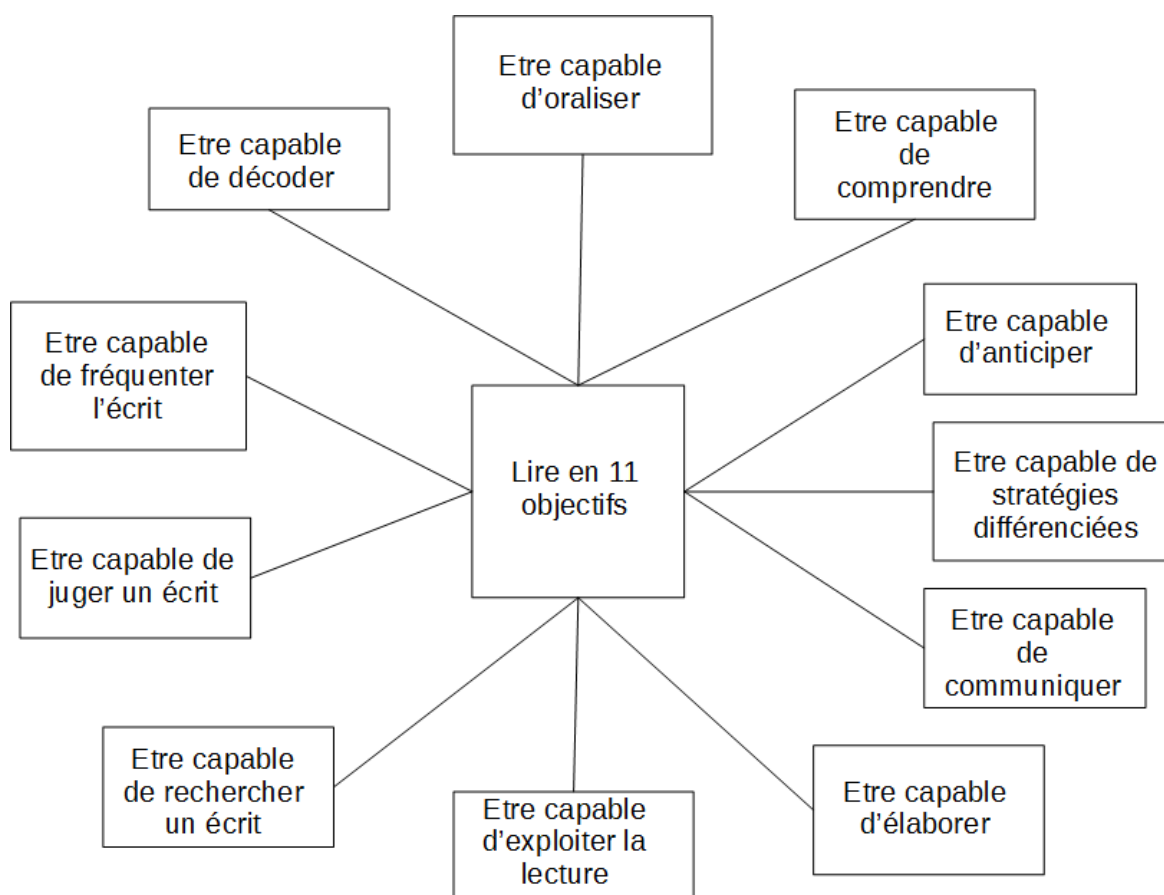 Etre capable
d'oraliser
Etre capable
de décoder
Etre capable
de
comprendre
Etre capable
de fréquenter
l'écrit
Etre capable
d'anticiper
Lire en 11
objectifs
Etre capable de
stratégies
différenciées
Etre capable de
juger un écrit
Etre capable
de
communiquer
Etre capable
de rechercher
un écrit
Etre capable
d'exploiter la
lecture
Etre capable
d'élaborer